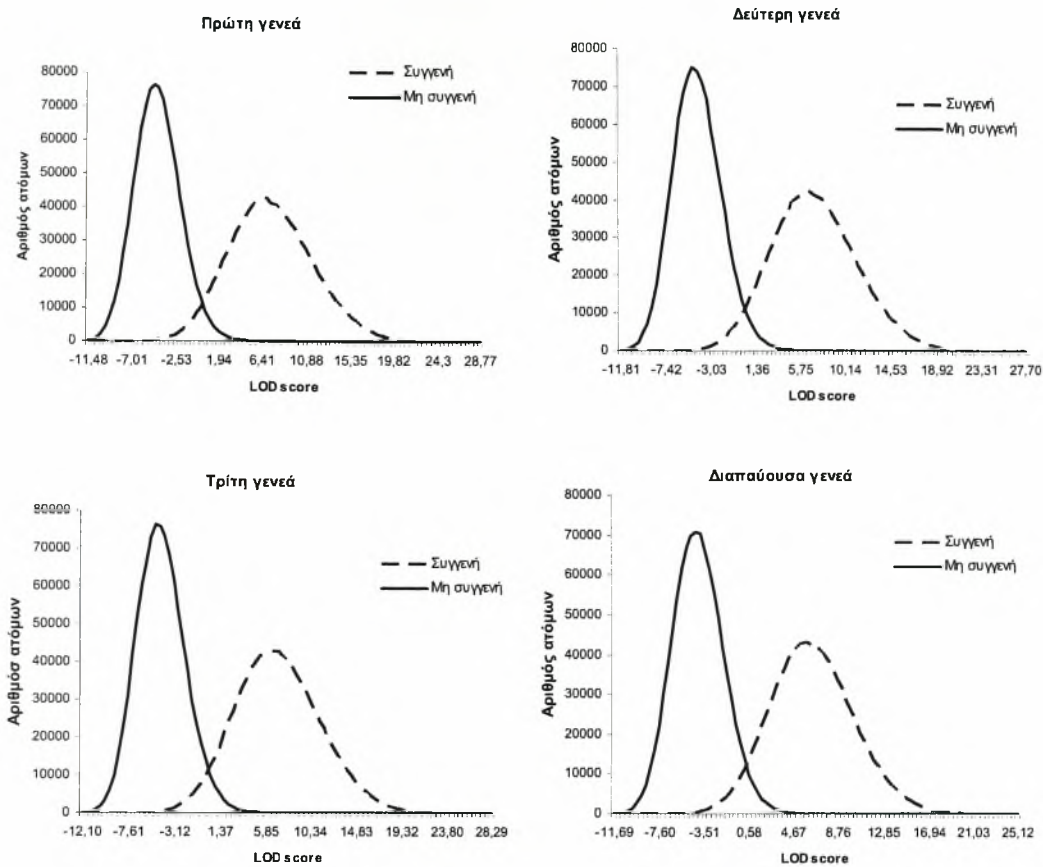 Πρώτη γενεά
80000
70000
60000
50000
40000
30000
20000
10000
0
Αριθμός ατόμων
Συγγενή
Μη συγγενή
-11,48 -7,01 -2,53 1,94 6,41 10,88 15,35 19,82 24,3 28,77
LOD score
Δεύτερη γενεά
80000
70000
60000
50000
40000
30000
20000
10000
0
Αριθμός ατόμων
Συγγενή
Μη συγγενή
-11,81 -7,42 -3,03 1,36 5,75 10,14 14,53 18,92 23,31 27,70
LOD score
Τρίτη γενεά
80000
70000
60000
50000
40000
30000
20000
10000
0
Αριθμόσ ατόμων
Συγγενή
Μη συγγενή
-12,10 -7,61 -3,12 1,37 5,85 10,34 14,83 19,32 23,80 28,29
LOD score
Διαπαύουσα γενεά
80000
70000
60000
50000
40000
30000
20000
10000
0
Αριθμός ατόμων
Συγγενή
Μη συγγενή
-11,69 -7,60 -3,51 0,58 4,67 8,76 12,85 16,94 21,03 25,12
LOD score